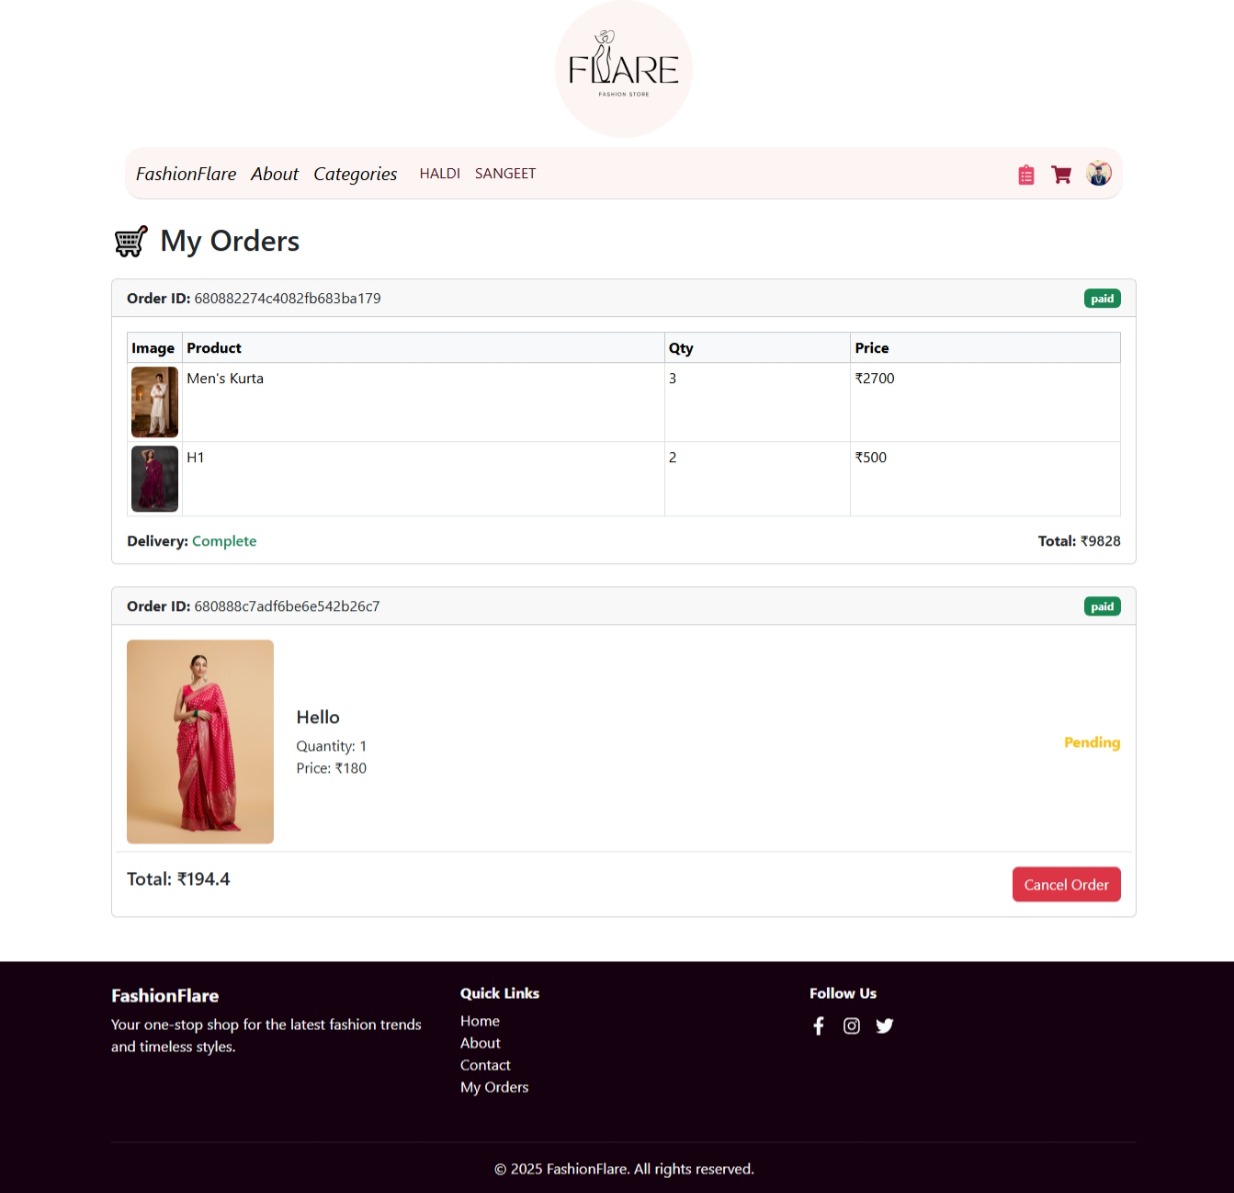 FLARE
FASHION STORE
FashionFlare About Categories HALDI SANGEET
My Orders
Order ID: 680882274c4082fb683ba179 paid
Image Product Qty Price
Men's Kurta 3 ₹2700
H1 2 ₹500
Delivery: Complete Total: ₹9828
Order ID: 680888c7adf6be6e542b26c7 paid
Hello
Quantity: 1
Price: ₹180
Pending
Total: ₹194.4
Cancel Order
FashionFlare
Your one-stop shop for the latest fashion trends
and timeless styles.
Quick Links
Home
About
Contact
My Orders
Follow Us
© 2025 FashionFlare. All rights reserved.